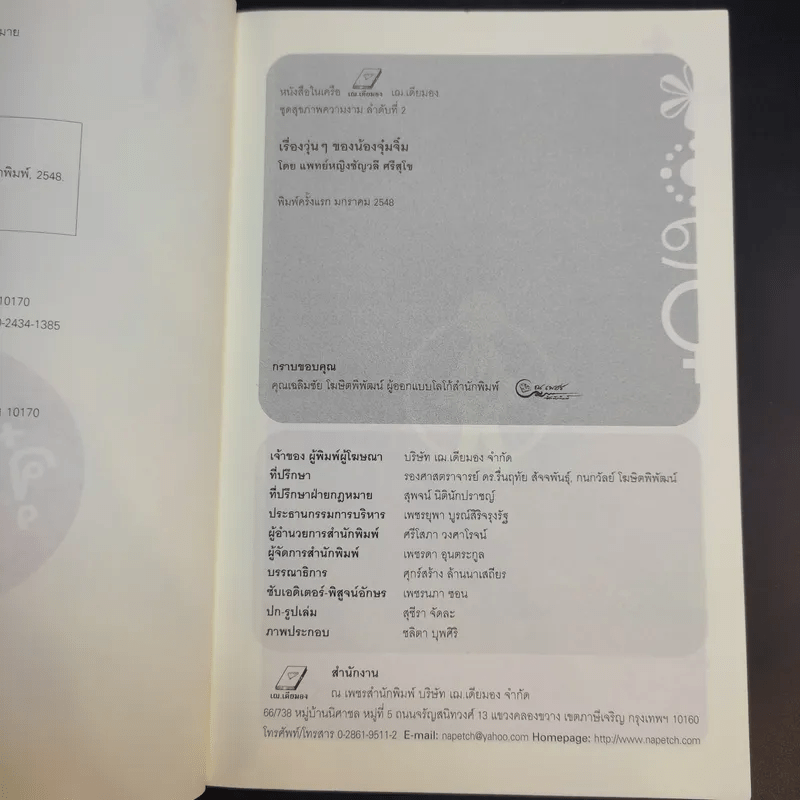 มาย
าพิมพ์, 2548.
10170
0-2434-1385
10170
หนังสือในเครือ เฌ.เดียมอง เฌ.เดียมอง
ชุดสุขภาพความงาม ลำดับที่ 2
เรื่องวุ่นๆ ของน้องจุ๋มจิ๋ม
โดย แพทย์หญิงชัญวลี ศรีสุโข
พิมพ์ครั้งแรก มกราคม 2548
กราบขอบคุณ
คุณเฉลิมชัย โฆษิตพิพัฒน์ ผู้ออกแบบโลโก้สำนักพิมพ์ ณ เพชร
เจ้าของ ผู้พิมพ์ผู้โฆษณา บริษัท เฌ.เดียมอง จำกัด
ที่ปรึกษา รองศาสตราจารย์ ดร.รื่นฤทัย สัจจพันธุ์, กนกวัลย์ โฆษิตพิพัฒน์
ที่ปรึกษาฝ่ายกฎหมาย สุพจน์ นิตินักปราชญ์
ประธานกรรมการบริหาร เพชรยุพา บูรณ์สิริจรุงรัฐ
ผู้อำนวยการสำนักพิมพ์ ศรีโสภา วงศาโรจน์
ผู้จัดการสำนักพิมพ์ เพชรดา อุนตระกูล
บรรณาธิการ ศุภร์สร้าง ล้านนาเสถียร
ซับเอดิเตอร์-พิสูจน์อักษร เพชรนภา ซอน
ปก-รูปเล่ม สุชีรา จัดละ
ภาพประกอบ ชลิตา บุพศิริ
เฌ.เดียมอง
สำนักงาน
ณ เพชรสำนักพิมพ์ บริษัท เฌ.เดียมอง จำกัด
66/738 หมู่บ้านนิศาชล หมู่ที่ 5 ถนนจรัญสนิทวงศ์ 13 แขวงคลองขวาง เขตภาษีเจริญ กรุงเทพฯ 10160
โทรศัพท์/โทรสาร 0-2861-9511-2 E-mail: napetch@yahoo.com Homepage: http://www.napetch.com